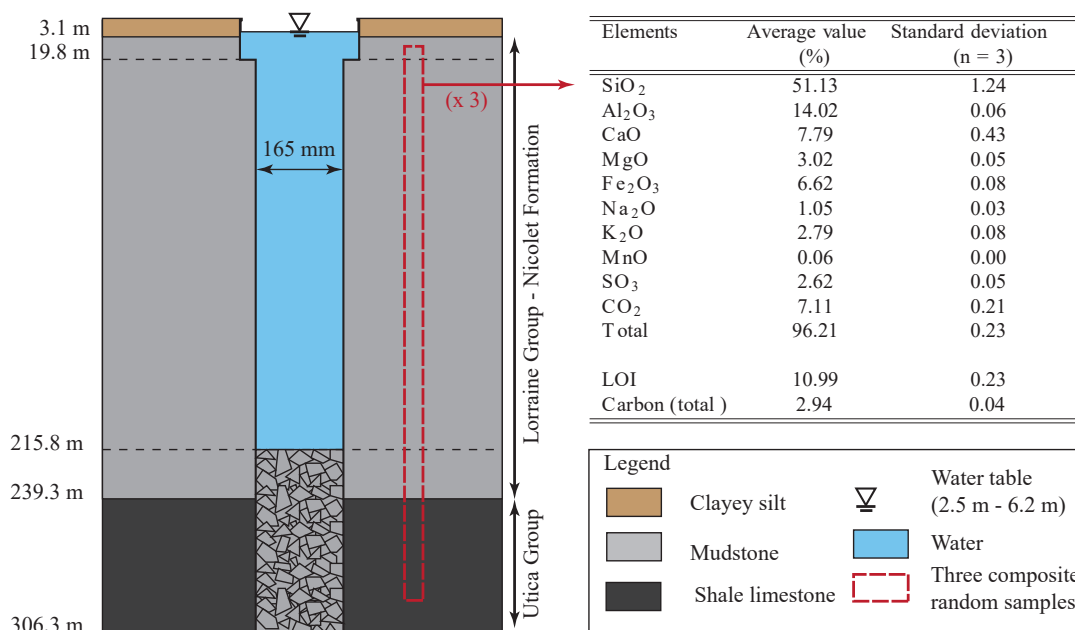 3.1 m
19.8 m
165 mm
(x 3)
215.8 m
239.3 m
306.3 m
Lorraine Group - Nicolet Formation
Utica Group
Elements Average value Standard deviation
(%) (n = 3)
SiO2 51.13 1.24
Al2O3 14.02 0.06
CaO 7.79 0.43
MgO 3.02 0.05
Fe2O3 6.62 0.08
Na2O 1.05 0.03
K2O 2.79 0.08
MnO 0.06 0.00
SO3 2.62 0.05
CO2 7.11 0.21
Total 96.21 0.23
LOI 10.99 0.23
Carbon (total ) 2.94 0.04
Legend
Clayey silt
Mudstone
Shale limestone
Water table
(2.5 m - 6.2 m)
Water
Three composite
random samples